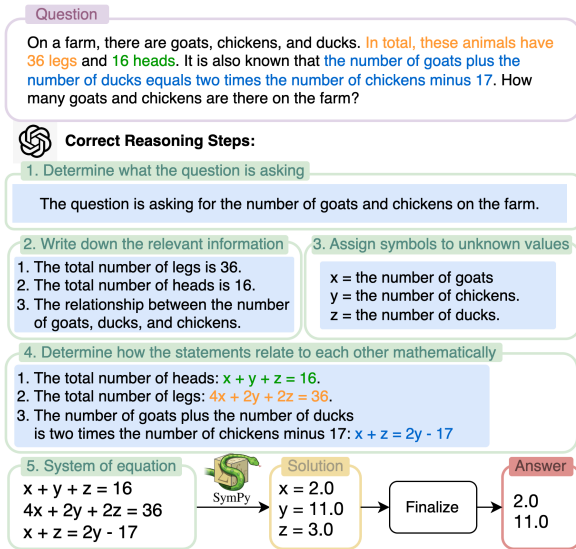 Question
On a farm, there are goats, chickens, and ducks. In total, these animals have
36 legs and 16 heads. It is also known that the number of goats plus the
number of ducks equals two times the number of chickens minus 17. How
many goats and chickens are there on the farm?
Correct Reasoning Steps:
1. Determine what the question is asking
The question is asking for the number of goats and chickens on the farm.
2. Write down the relevant information
1. The total number of legs is 36.
2. The total number of heads is 16.
3. The relationship between the number
of goats, ducks, and chickens.
3. Assign symbols to unknown values
x = the number of goats
y = the number of chickens.
z = the number of ducks.
4. Determine how the statements relate to each other mathematically
1. The total number of heads: x + y + z = 16.
2. The total number of legs: 4x + 2y + 2z = 36.
3. The number of goats plus the number of ducks
is two times the number of chickens minus 17: x + z = 2y - 17
5. System of equation
x + y + z = 16
4x + 2y + 2z = 36
x + z = 2y - 17
SymPy
Solution
x = 2.0
y = 11.0
z = 3.0
Finalize
Answer
2.0
11.0